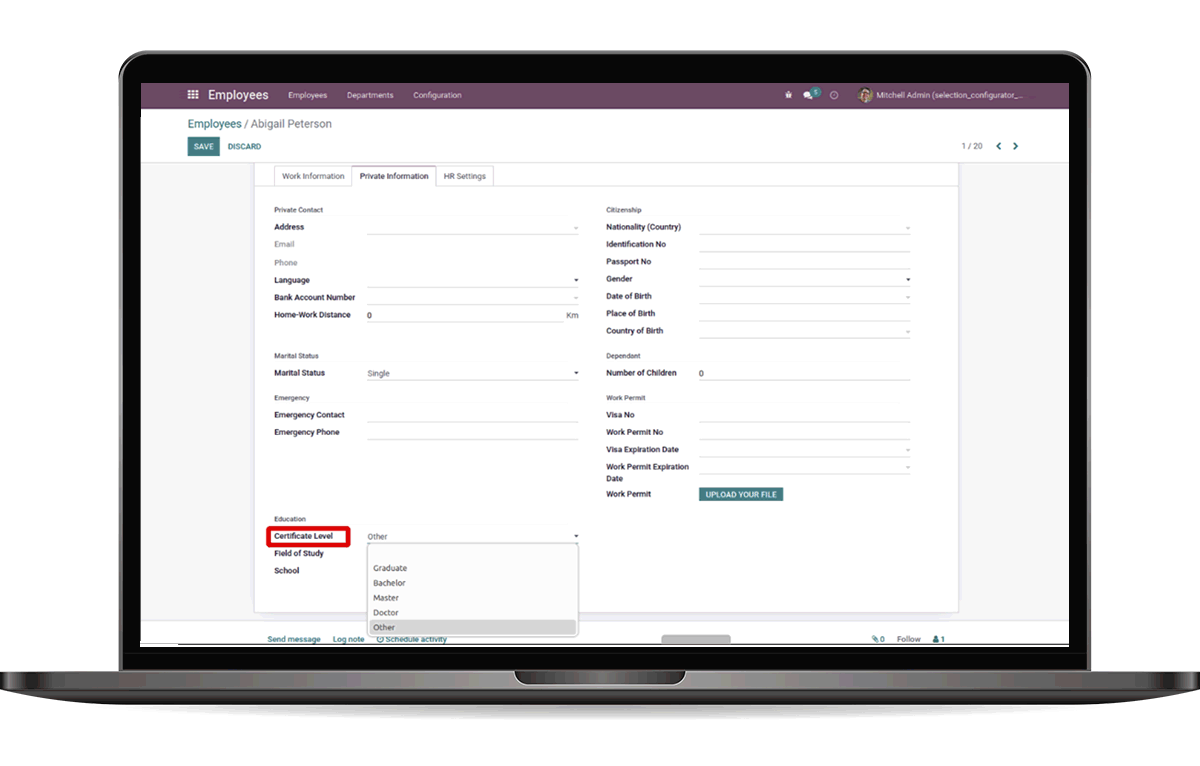 Employees Employees Departments Configuration 5 Mitchell Admin (selection_configurator_...
Employees / Abigail Peterson
SAVE DISCARD 1 / 20
Work Information Private Information HR Settings
Private Contact
Address
Email
Phone
Language
Bank Account Number
Home-Work Distance 0 Km
Citizenship
Nationality (Country)
Identification No
Passport No
Gender
Date of Birth
Place of Birth
Country of Birth
Marital Status
Marital Status Single
Dependant
Number of Children 0
Emergency
Emergency Contact
Emergency Phone
Work Permit
Visa No
Work Permit No
Visa Expiration Date
Work Permit Expiration
Date
Work Permit UPLOAD YOUR FILE
Education
Certificate Level Other
Field of Study
School
Graduate
Bachelor
Master
Doctor
Other
Send message Log note Schedule activity 0 Follow 1